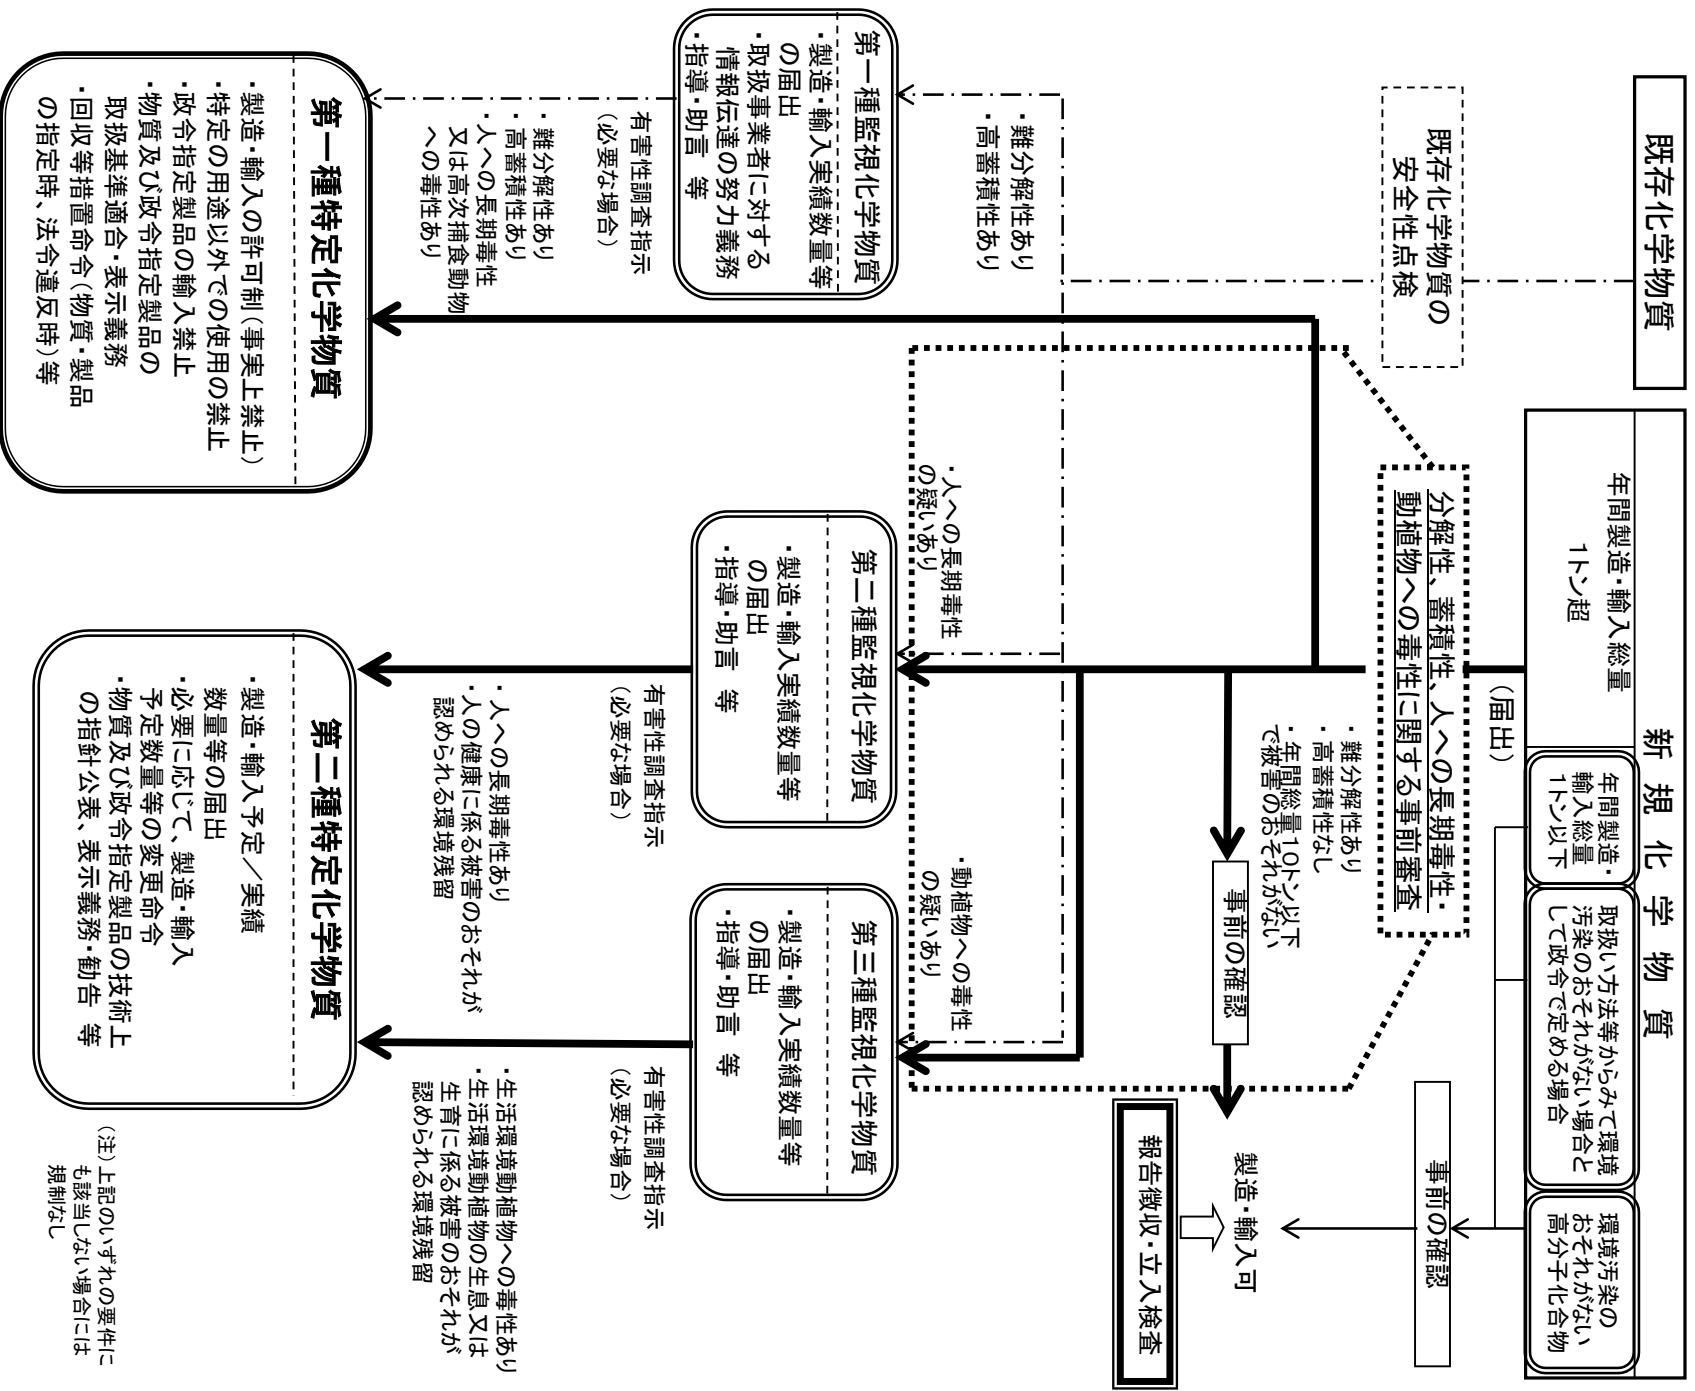 既存化学物質
新規化学物質
既存化学物質の
安全性点検
年間製造・輸入総量
1トン超
年間製造・
輸入総量
1トン以下
取扱い方法等からみて環境
汚染のおそれがない場合と
して政令で定める場合
環境汚染の
おそれがない
高分子化合物
(届出)
分解性、蓄積性、人への長期毒性・
動植物への毒性に関する事前審査
事前の確認
・難分解性あり
・高蓄積性なし
・年間総量10トン以下
で被害のおそれがない
事前の確認
製造・輸入可
報告徴収・立入検査
・難分解性あり
・高蓄積性あり
・人への長期毒性
の疑いあり
・動植物への毒性
の疑いあり
第一種監視化学物質
・製造・輸入実績数量等
の届出
・取扱事業者に対する
情報伝達の努力義務
・指導・助言 等
第二種監視化学物質
・製造・輸入実績数量等
の届出
・指導・助言 等
第三種監視化学物質
・製造・輸入実績数量等
の届出
・指導・助言 等
有害性調査指示
(必要な場合)
有害性調査指示
(必要な場合)
有害性調査指示
(必要な場合)
・難分解性あり
・高蓄積性あり
・人への長期毒性
又は高次捕食動物
への毒性あり
・人への長期毒性あり
・人の健康に係る被害のおそれが
認められる環境残留
・生活環境動植物への毒性あり
・生活環境動植物の生息又は
生育に係る被害のおそれが
認められる環境残留
第一種特定化学物質
・製造・輸入の許可制(事実上禁止)
・特定の用途以外での使用の禁止
・政令指定製品の輸入禁止
・物質及び政令指定製品の
取扱基準適合・表示義務
・回収等措置命令(物質・製品
の指定時、法令違反時)等
第二種特定化学物質
・製造・輸入予定/実績
数量等の届出
・必要に応じて、製造・輸入
予定数量等の変更命令
・物質及び政令指定製品の技術上
の指針公表、表示義務・勧告 等
(注)上記のいずれの要件に
も該当しない場合には
規制なし